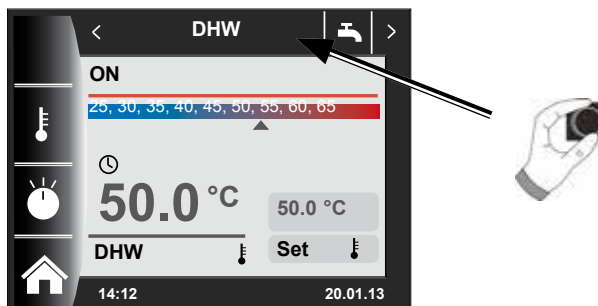 < DHW >
ON
25, 30, 35, 40, 45, 50, 55, 60, 65
50.0 °C
50.0 °C
DHW
Set
14:12 20.01.13